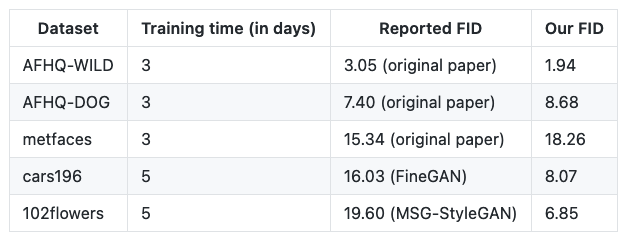 Dataset Training time (in days) Reported FID Our FID
AFHQ-WILD 3 3.05 (original paper) 1.94
AFHQ-DOG 3 7.40 (original paper) 8.68
metfaces 3 15.34 (original paper) 18.26
cars196 5 16.03 (FineGAN) 8.07
102flowers 5 19.60 (MSG-StyleGAN) 6.85